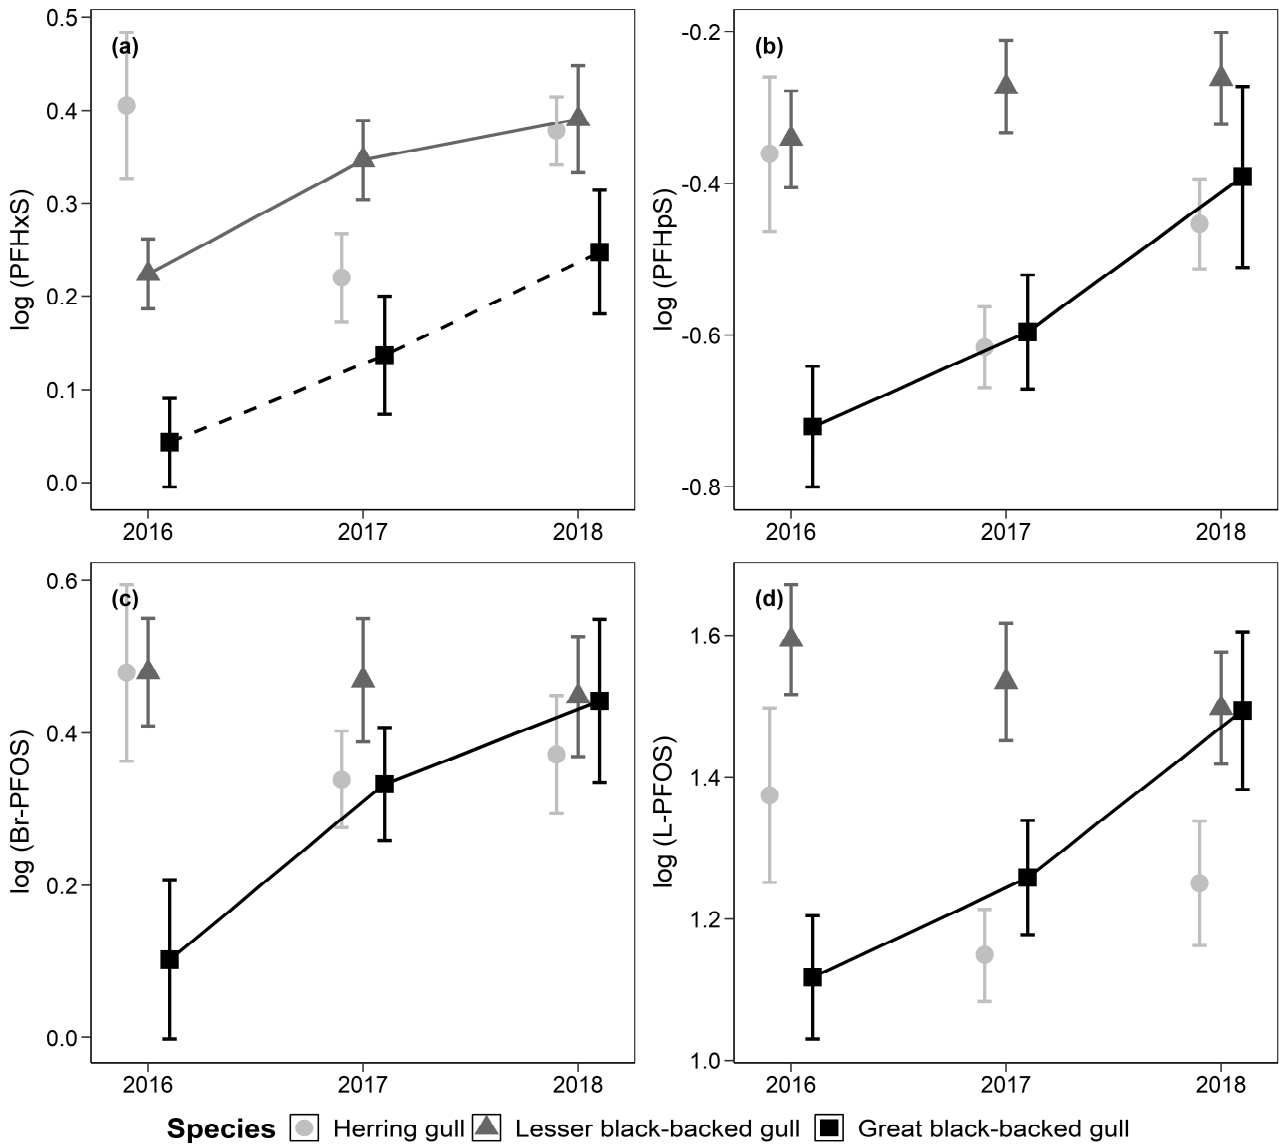 (a)
log (PFHxS)
0.5
0.4
0.3
0.2
0.1
0.0
2016 2017 2018
(b)
log (PFHpS)
-0.2
-0.4
-0.6
-0.8
2016 2017 2018
(c)
log (Br-PFOS)
0.6
0.4
0.2
0.0
2016 2017 2018
(d)
log (L-PFOS)
1.6
1.4
1.2
1.0
2016 2017 2018
Species Herring gull Lesser black-backed gull Great black-backed gull